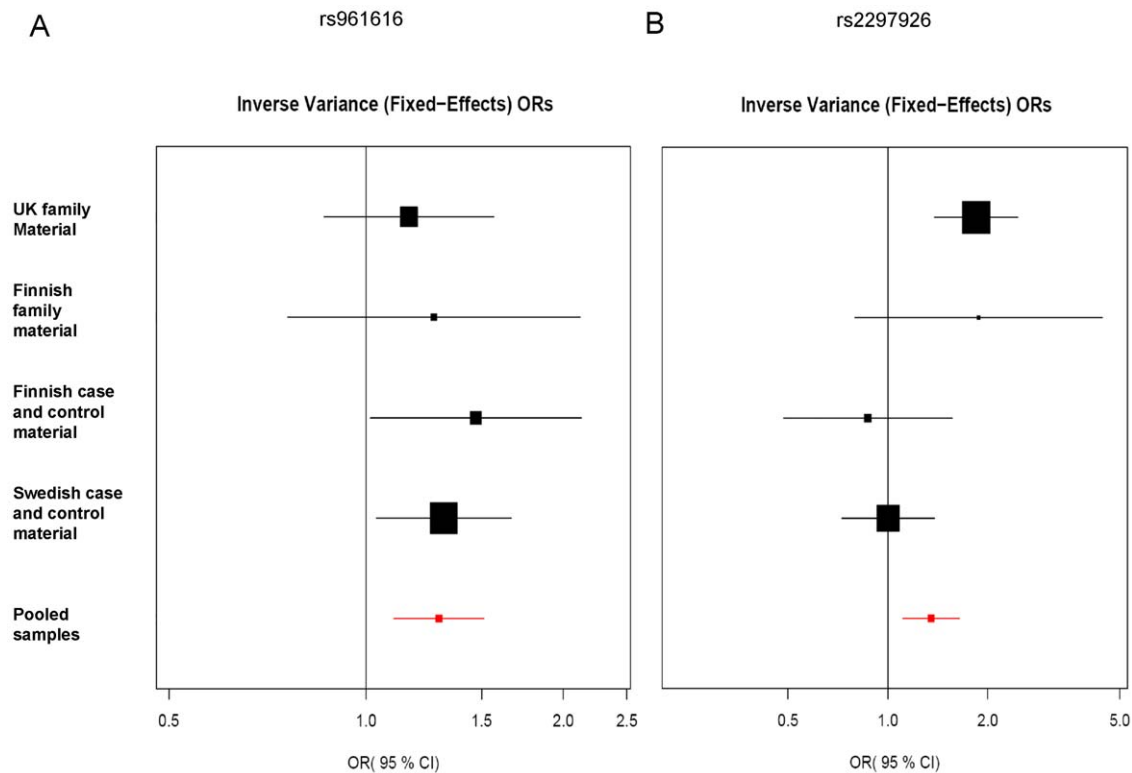 A
rs961616
B
rs2297926
Inverse Variance (Fixed−Effects) ORs
Inverse Variance (Fixed−Effects) ORs
UK family
Material
Finnish
family
material
Finnish case
and control
material
Swedish case
and control
material
Pooled
samples
0.5
1.0
1.5
2.0
2.5
0.5
1.0
2.0
5.0
OR( 95 % CI)
OR( 95 % CI)